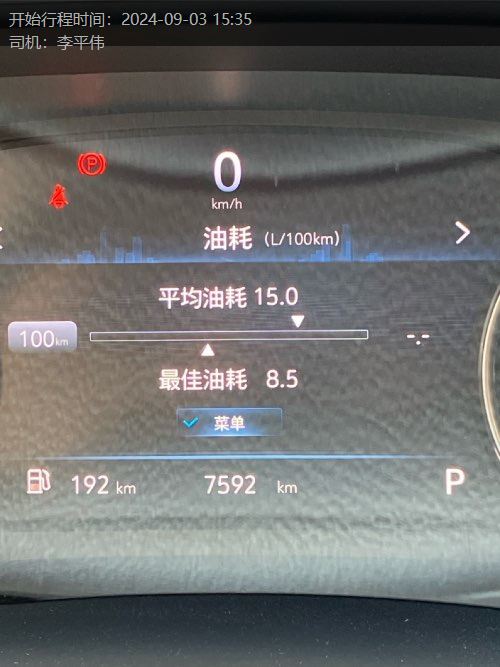 开始行程时间：2024-09-03 15:35
司机：李平伟
P
0
km/h
油耗 (L/100km)
平均油耗 15.0
100km
--.-
最佳油耗 8.5
菜单
192 km 7592 km P